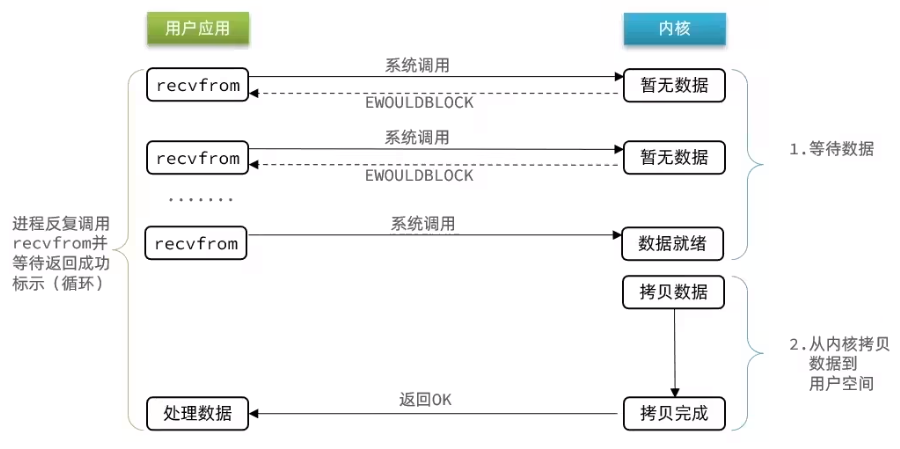 用户应用
内核
recvfrom
系统调用
暂无数据
EWOULDBLOCK
recvfrom
系统调用
暂无数据
EWOULDBLOCK
.......
1.等待数据
进程反复调用
recvfrom并
等待返回成功
标示（循环）
recvfrom
系统调用
数据就绪
拷贝数据
2.从内核拷贝
数据到
用户空间
处理数据
返回OK
拷贝完成